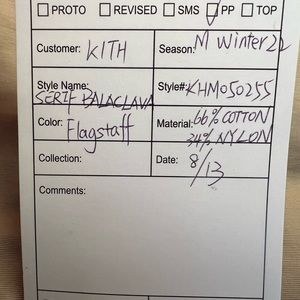 PROTO REVISED SMS PP TOP
Customer: KITH Season: M Winter 22
Style Name: SERIF BALACLAVA Style#: KHM050255
Color: Flagstaff Material: 66% COTTON
34% NYLON
Collection: Date: 8/13
Comments: